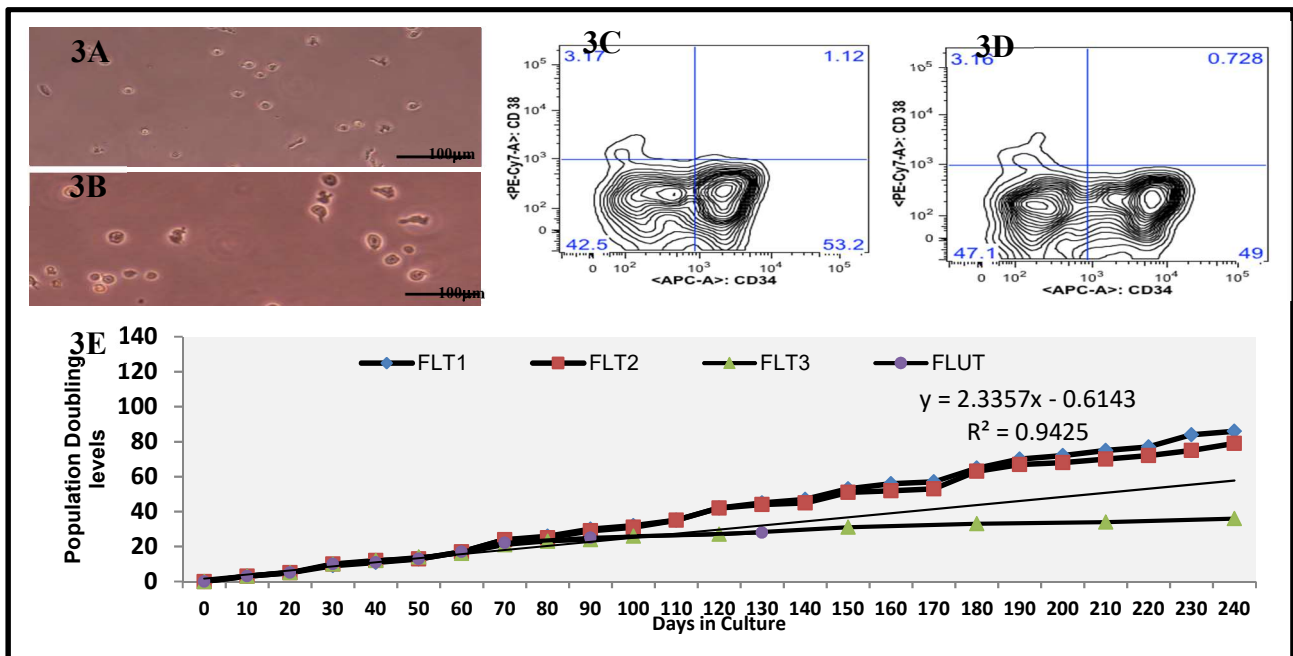 3A
100µm
3B
100µm
3C
3.17 1.12
10⁵
10⁴
10³
10²
0
<PE-Cy7-A>: CD 38
42.5 53.2
0 10² 10³ 10⁴ 10⁵
<APC-A>: CD34
3D
3.16 0.728
10⁵
10⁴
10³
10²
0
<PE-Cy7-A>: CD 38
47.1 49
0 10² 10³ 10⁴ 10⁵
<APC-A>: CD34
3E
Population Doubling
levels
140
120
100
80
60
40
20
0
FLT1 FLT2 FLT3 FLUT
y = 2.3357x - 0.6143
R² = 0.9425
0 10 20 30 40 50 60 70 80 90 100 110 120 130 140 150 160 170 180 190 200 210 220 230 240
Days in Culture